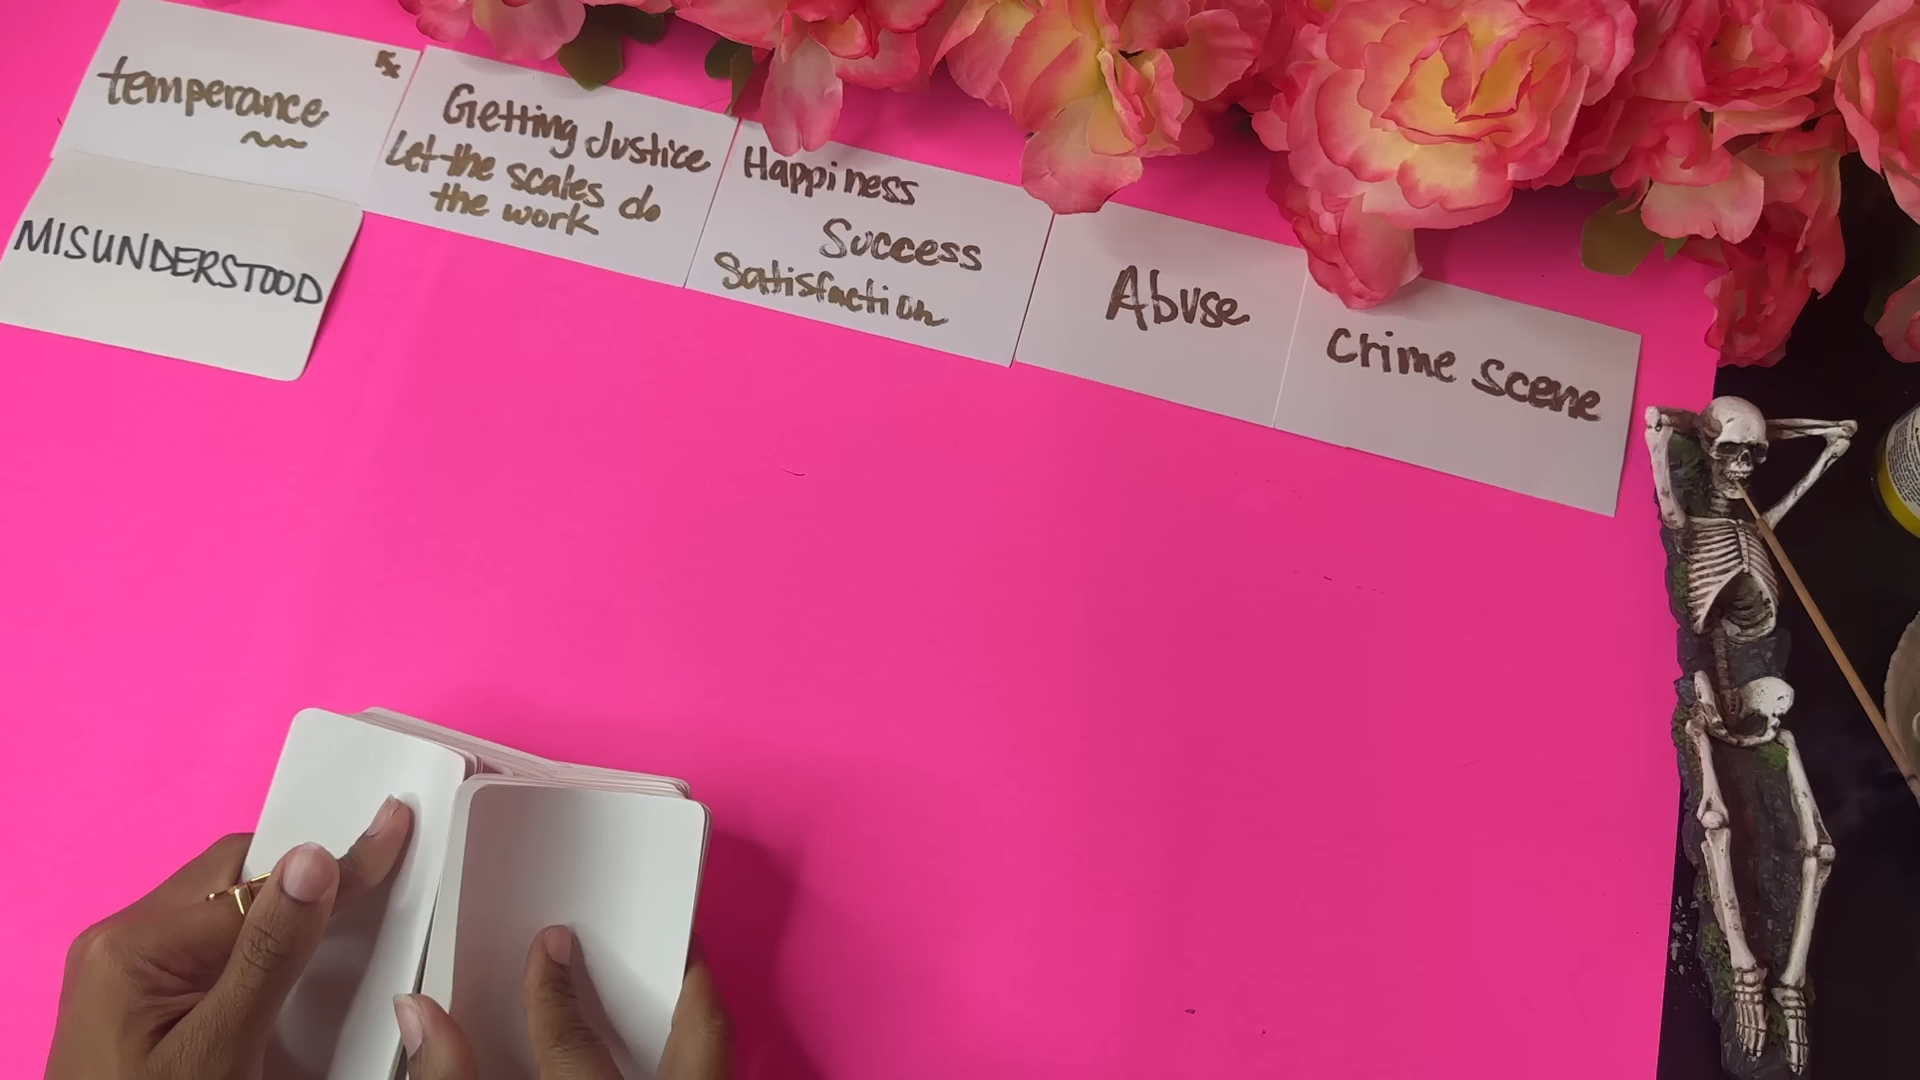 temperance
MISUNDERSTOOD
Getting Justice
Let the scales do
the work
Happiness
Success
Satisfaction
Abuse
Crime Scene